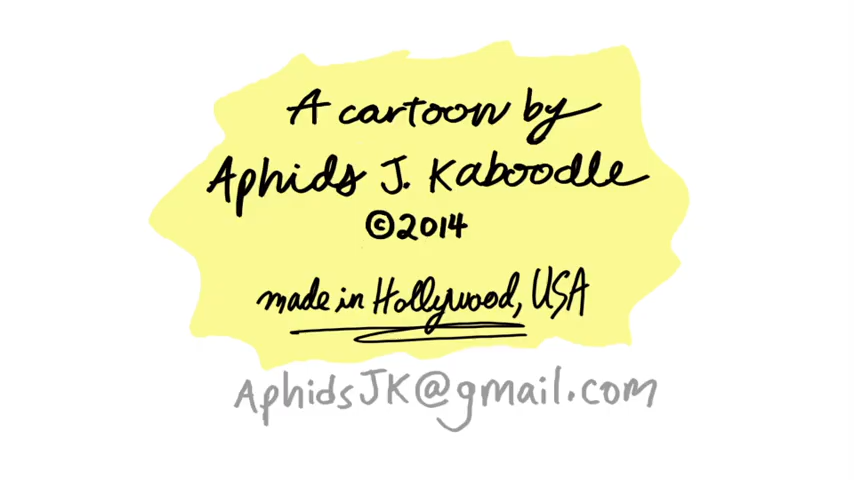 A cartoon by
Aphids J. Kaboodle
©2014
made in Hollywood, USA
AphidsJK@gmail.com